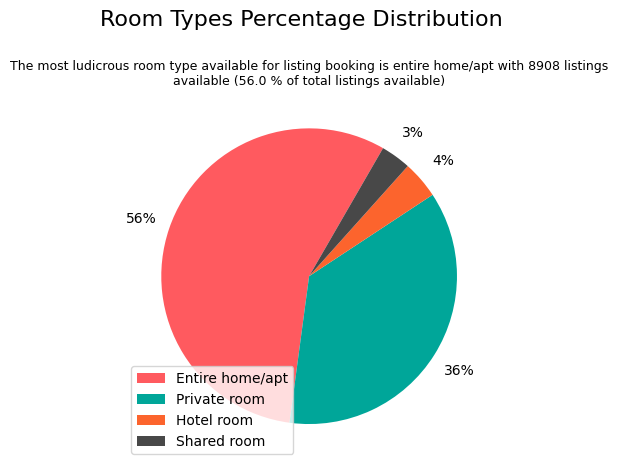 Room Types Percentage Distribution
The most ludicrous room type available for listing booking is entire home/apt with 8908 listings
available (56.0 % of total listings available)
3%
4%
56%
36%
Entire home/apt
Private room
Hotel room
Shared room